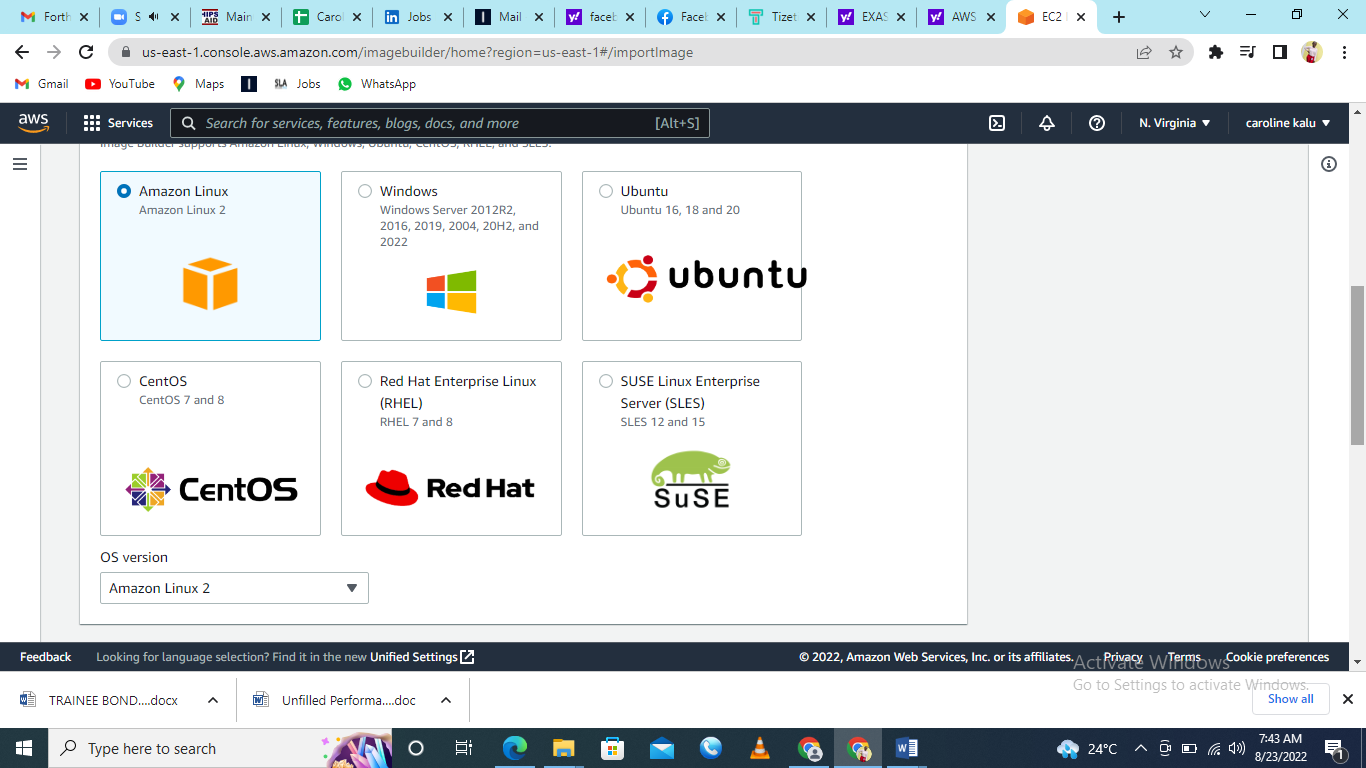 Forth
S
Main
Carol
Jobs
Mail
faceb
Faceb
Tizet
EXAS
AWS
EC2
us-east-1.console.aws.amazon.com/imagebuilder/home?region=us-east-1#/importImage
Gmail
YouTube
Maps
SLA
Jobs
WhatsApp
aws
Services
Search for services, features, blogs, docs, and more
[Alt+S]
N. Virginia
caroline kalu
Image Builder supports Amazon Linux, Windows, Ubuntu, CentOS, RHEL, and SLES.
Amazon Linux
Amazon Linux 2
Windows
Windows Server 2012R2,
2016, 2019, 2004, 20H2, and
2022
Ubuntu
Ubuntu 16, 18 and 20
ubuntu
CentOS
CentOS 7 and 8
CentOS
Red Hat Enterprise Linux
(RHEL)
RHEL 7 and 8
Red Hat
SUSE Linux Enterprise
Server (SLES)
SLES 12 and 15
SuSE
OS version
Amazon Linux 2
Feedback
Looking for language selection? Find it in the new Unified Settings
© 2022, Amazon Web Services, Inc. or its affiliates.
Privacy
Terms
Cookie preferences
Activate Windows
Go to Settings to activate Windows.
TRAINEE BOND....docx
Unfilled Performa....doc
Show all
Type here to search
24°C
7:43 AM
8/23/2022
1